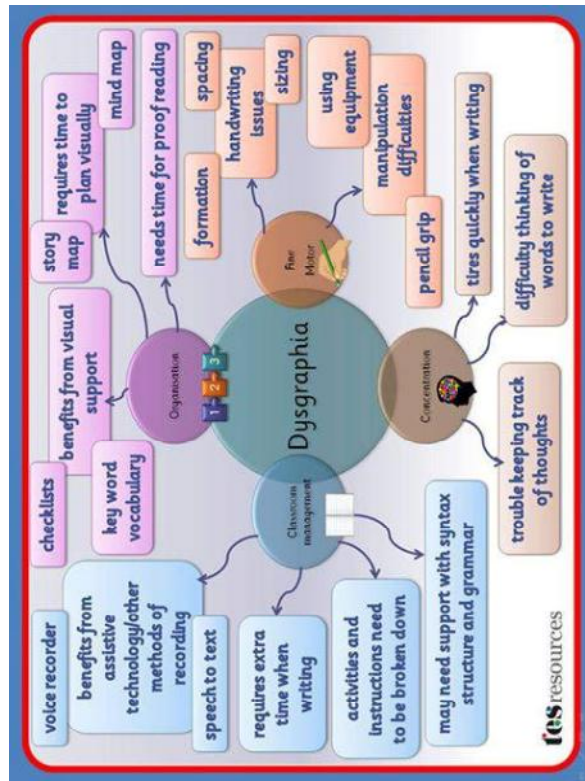 voice recorder
benefits from
assistive
technology/other
methods of
recording
speech to text
requires extra
time when
writing
activities and
instructions need
to be broken down
may need support with syntax
structure and grammar
Classroom
management
checklists
benefits from visual
support
key word
vocabulary
story
map
requires time to
plan visually
mind map
needs time for proof reading
Organisation
1 2 3
Dysgraphia
Fine
Motor
formation
spacing
handwriting
issues
sizing
using
equipment
manipulation
difficulties
pencil grip
Concentration
tires quickly when writing
difficulty thinking of
words to write
trouble keeping track
of thoughts
tes resources